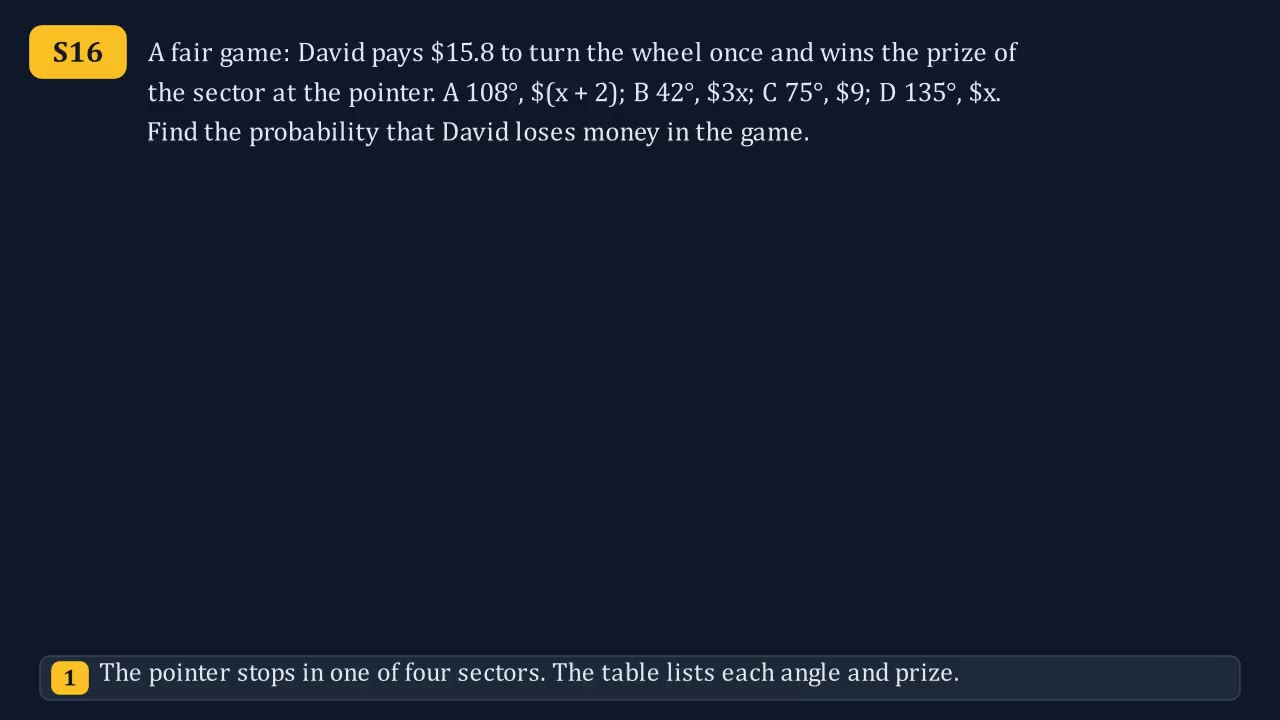 S16
A fair game: David pays $15.8 to turn the wheel once and wins the prize of
the sector at the pointer. A 108°, $(x + 2); B 42°, $3x; C 75°, $9; D 135°, $x.
Find the probability that David loses money in the game.
1 The pointer stops in one of four sectors. The table lists each angle and prize.